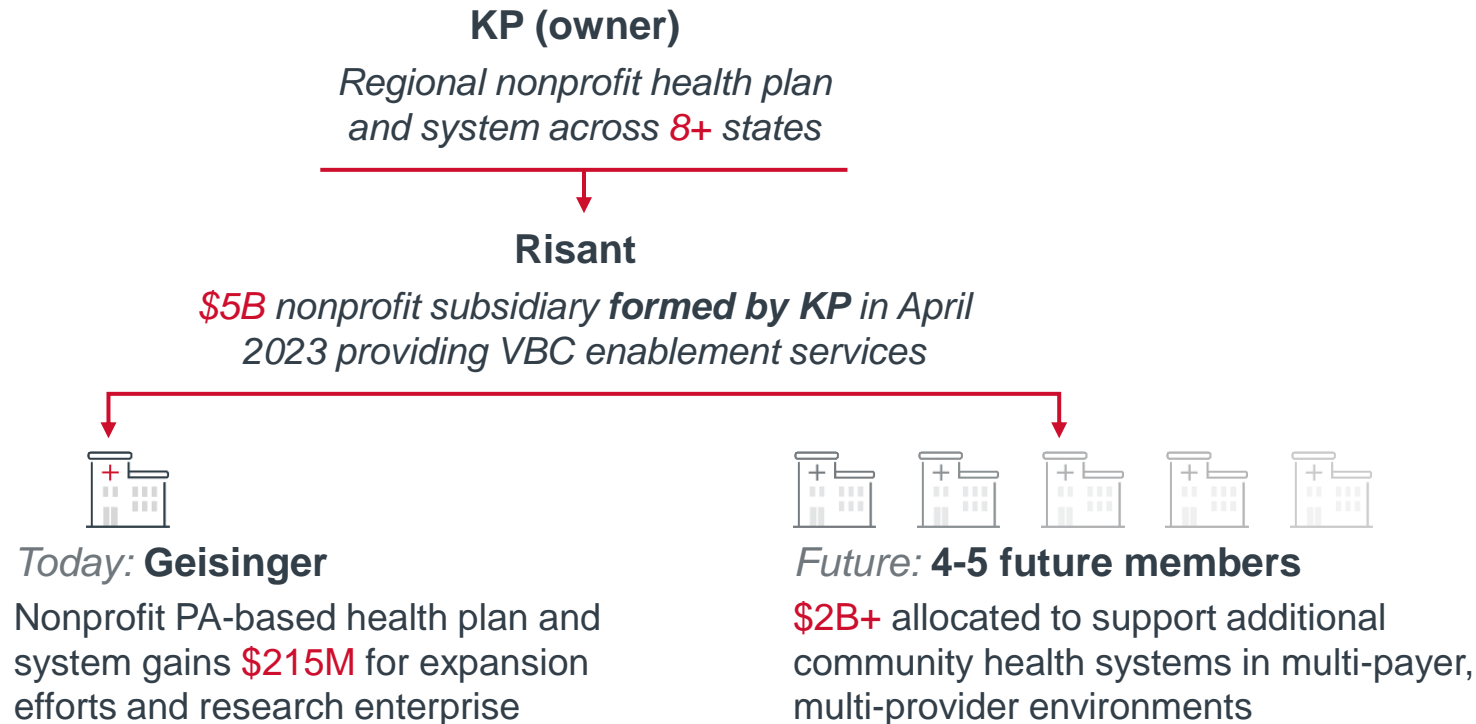 KP (owner)
Regional nonprofit health plan
and system across 8+ states
Risant
$5B nonprofit subsidiary formed by KP in April
2023 providing VBC enablement services
Today: Geisinger
Nonprofit PA-based health plan and
system gains $215M for expansion
efforts and research enterprise
Future: 4-5 future members
$2B+ allocated to support additional
community health systems in multi-payer,
multi-provider environments